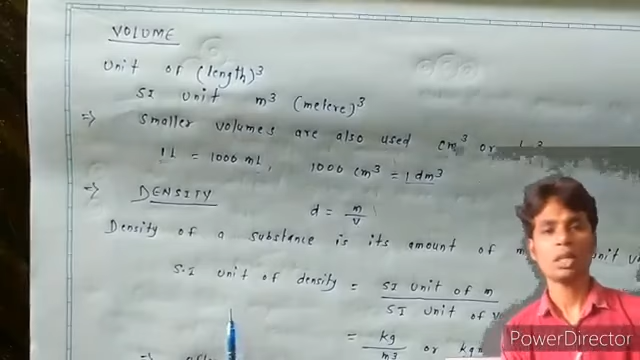 VOLUME
Unit of (length)³
SI unit m³ (metere)³
=> Smaller volumes are also used cm³ or
1L = 1000 mL, 1000 cm³ = 1 dm³
=> DENSITY
d = m/v
Density of a substance is its amount of
S.I unit of density = SI unit of m / SI unit of V
= kg/m³ or
=>
PowerDirector